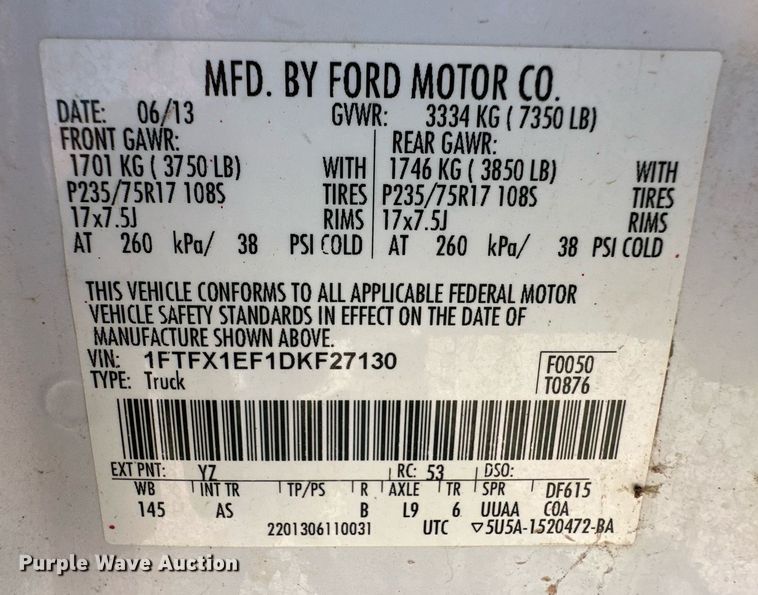 MFD. BY FORD MOTOR CO.
DATE: 06/13 GVWR: 3334 KG ( 7350 LB)
FRONT GAWR: REAR GAWR:
1701 KG ( 3750 LB) WITH 1746 KG ( 3850 LB) WITH
P235/75R17 108S TIRES P235/75R17 108S TIRES
17x7.5J RIMS 17x7.5J RIMS
AT 260 kPa/ 38 PSI COLD AT 260 kPa/ 38 PSI COLD
THIS VEHICLE CONFORMS TO ALL APPLICABLE FEDERAL MOTOR
VEHICLE SAFETY STANDARDS IN EFFECT ON THE DATE OF
MANUFACTURE SHOWN ABOVE.
VIN: 1FTFX1EF1DKF27130 F0050
TYPE: Truck T0876
EXT PNT: YZ RC: 53 DSO:
WB INT TR TP/PS R AXLE TR SPR DF615
145 AS B L9 6 UUAA COA
2201306110031 UTC ▽5U5A-1520472-BA
Purple Wave Auction